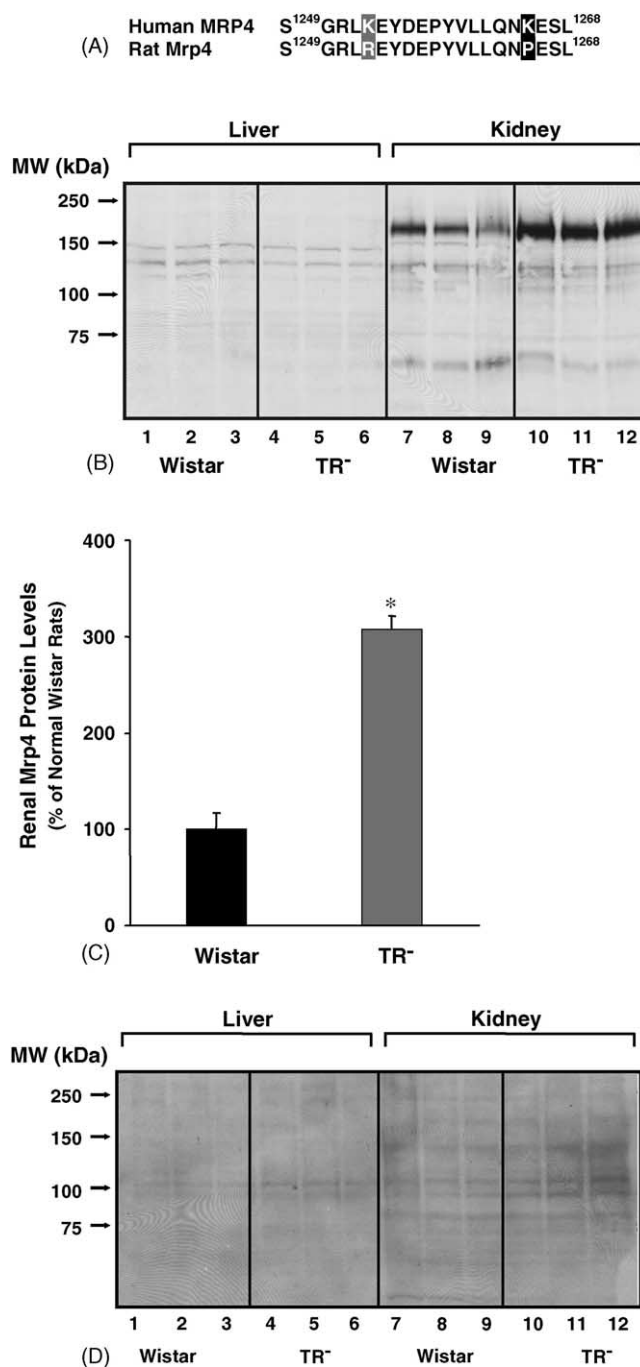 (A) Human MRP4 S¹²⁴⁹GRLKEYDEPYVLLQNKESL¹²⁶⁸
Rat Mrp4 S¹²⁴⁹GRLREYDEPYVLLQNPESL¹²⁶⁸
Liver Kidney
MW (kDa)
250
150
100
75
1 2 3 4 5 6 7 8 9 10 11 12
(B) Wistar TR⁻ Wistar TR⁻
Renal Mrp4 Protein Levels
(% of Normal Wistar Rats)
400
300
200
100
0
*
(C) Wistar TR⁻
Liver Kidney
MW (kDa)
250
150
100
75
1 2 3 4 5 6 7 8 9 10 11 12
(D) Wistar TR⁻ Wistar TR⁻